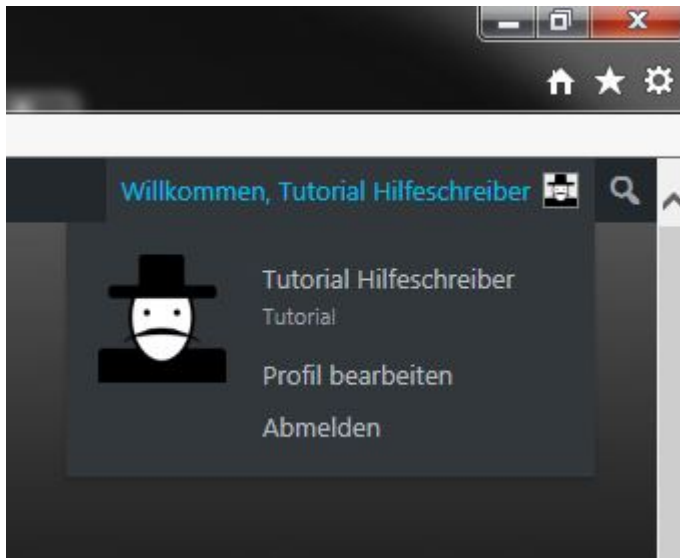 Willkommen, Tutorial Hilfeschreiber
Tutorial Hilfeschreiber
Tutorial
Profil bearbeiten
Abmelden